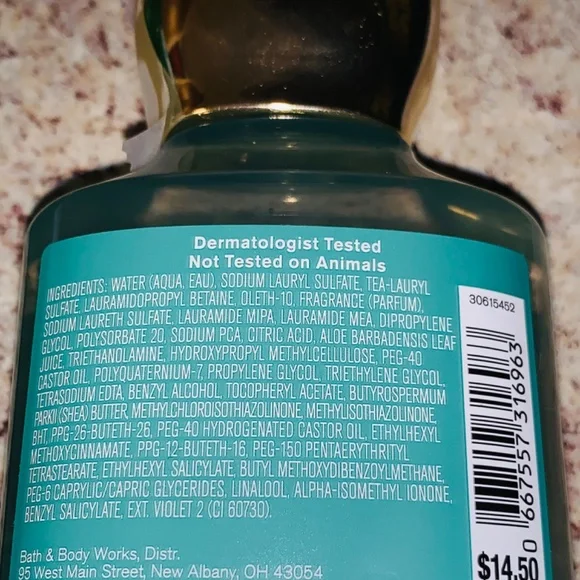 Dermatologist Tested
Not Tested on Animals
INGREDIENTS: WATER (AQUA, EAU), SODIUM LAURYL SULFATE, TEA-LAURYL
SULFATE, LAURAMIDOPROPYL BETAINE, OLETH-10, FRAGRANCE (PARFUM),
SODIUM LAURETH SULFATE, LAURAMIDE MIPA, LAURAMIDE MEA, DIPROPYLENE
GLYCOL, POLYSORBATE 20, SODIUM PCA, CITRIC ACID, ALOE BARBADENSIS LEAF
JUICE, TRIETHANOLAMINE, HYDROXYPROPYL METHYLCELLULOSE, PEG-40
CASTOR OIL, POLYQUATERNIUM-7, PROPYLENE GLYCOL, TRIETHYLENE GLYCOL,
TETRASODIUM EDTA, BENZYL ALCOHOL, TOCOPHERYL ACETATE, BUTYROSPERMUM
PARKII (SHEA) BUTTER, METHYLCHLOROISOTHIAZOLINONE, METHYLISOTHIAZOLINONE,
BHT, PPG-26-BUTETH-26, PEG-40 HYDROGENATED CASTOR OIL, ETHYLHEXYL
METHOXYCINNAMATE, PPG-12-BUTETH-16, PEG-150 PENTAERYTHRITYL
TETRASTEARATE, ETHYLHEXYL SALICYLATE, BUTYL METHOXYDIBENZOYLMETHANE,
PEG-6 CAPRYLIC/CAPRIC GLYCERIDES, LINALOOL, ALPHA-ISOMETHYL IONONE,
BENZYL SALICYLATE, EXT. VIOLET 2 (CI 60730).
Bath & Body Works, Distr.
95 West Main Street, New Albany, OH 43054
30615452
0 667557 316963
$14.50